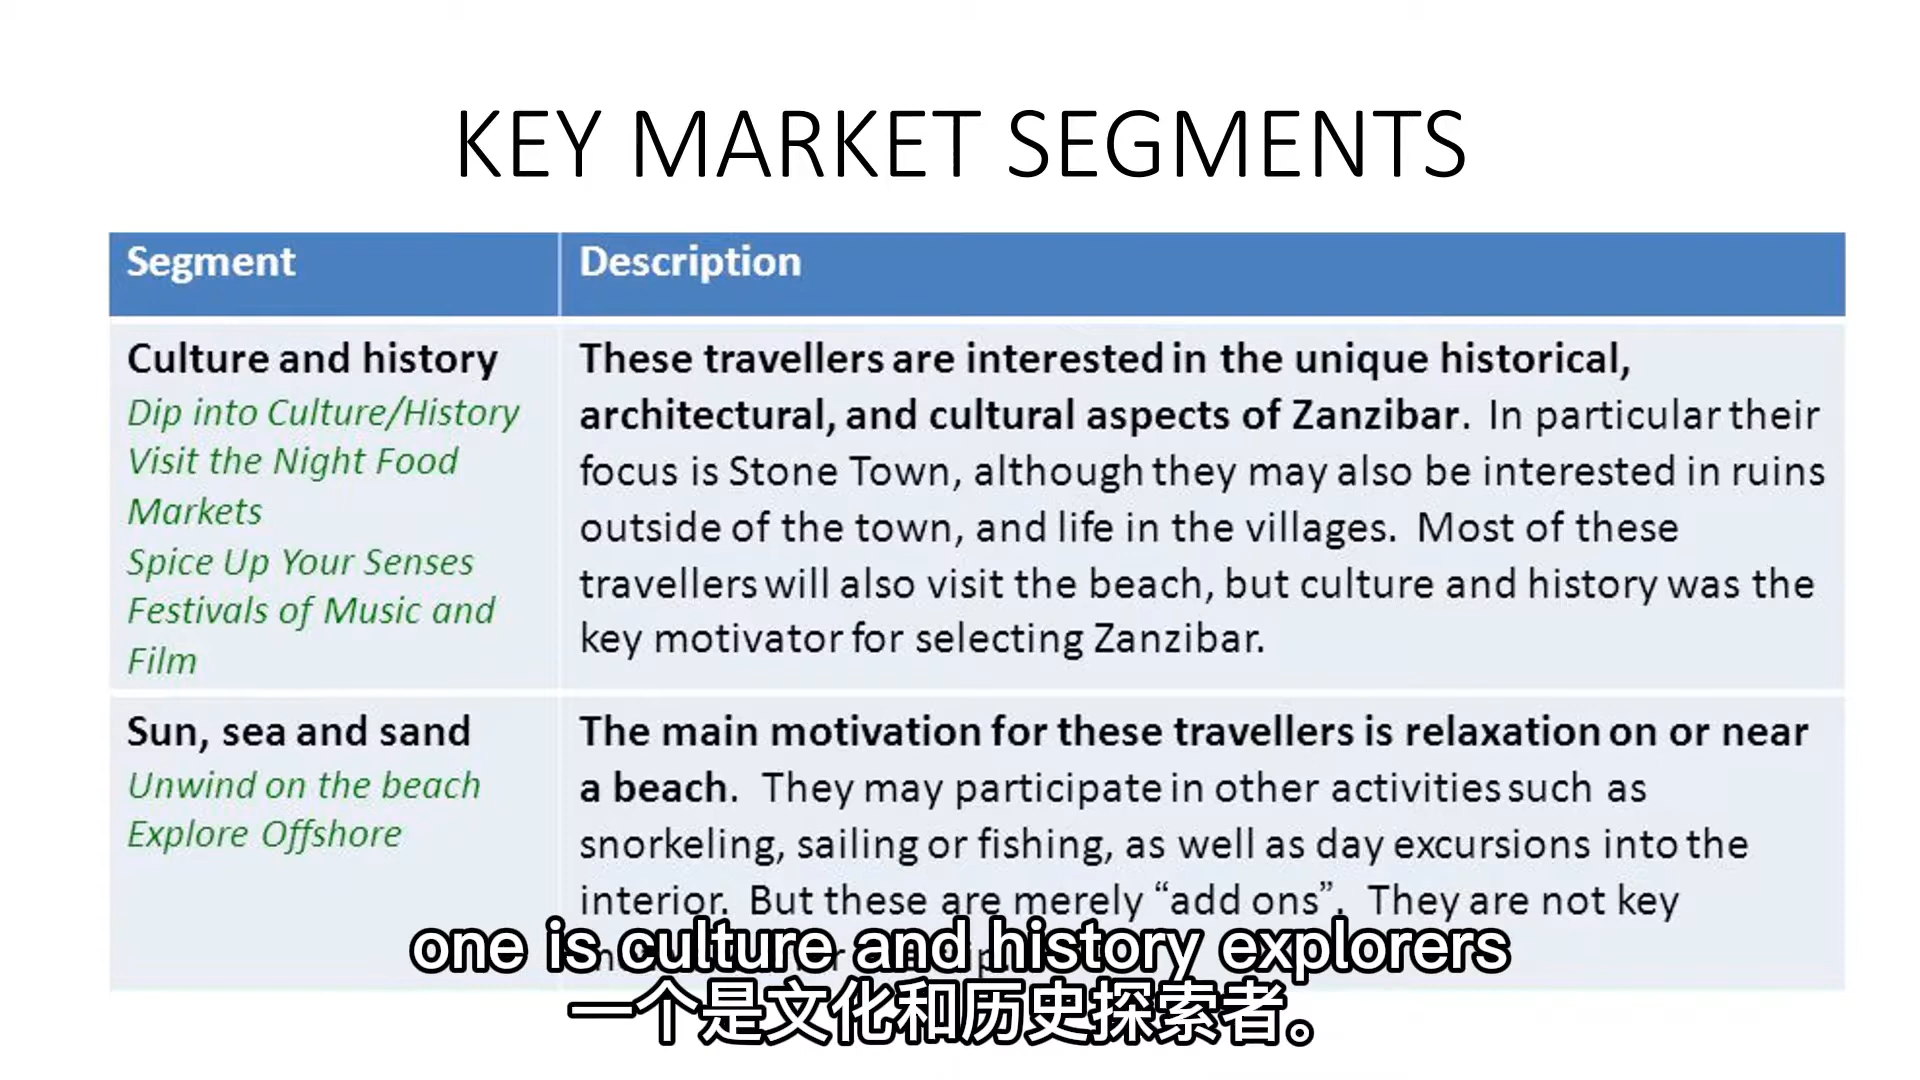 KEY MARKET SEGMENTS
Segment
Description
Culture and history
Dip into Culture/History
Visit the Night Food
Markets
Spice Up Your Senses
Festivals of Music and
Film
These travellers are interested in the unique historical,
architectural, and cultural aspects of Zanzibar. In particular their
focus is Stone Town, although they may also be interested in ruins
outside of the town, and life in the villages. Most of these
travellers will also visit the beach, but culture and history was the
key motivator for selecting Zanzibar.
Sun, sea and sand
Unwind on the beach
Explore Offshore
The main motivation for these travellers is relaxation on or near
a beach. They may participate in other activities such as
snorkeling, sailing or fishing, as well as day excursions into the
interior. But these are merely “add ons”. They are not key
one is culture and history explorers
一个是文化和历史探索者。